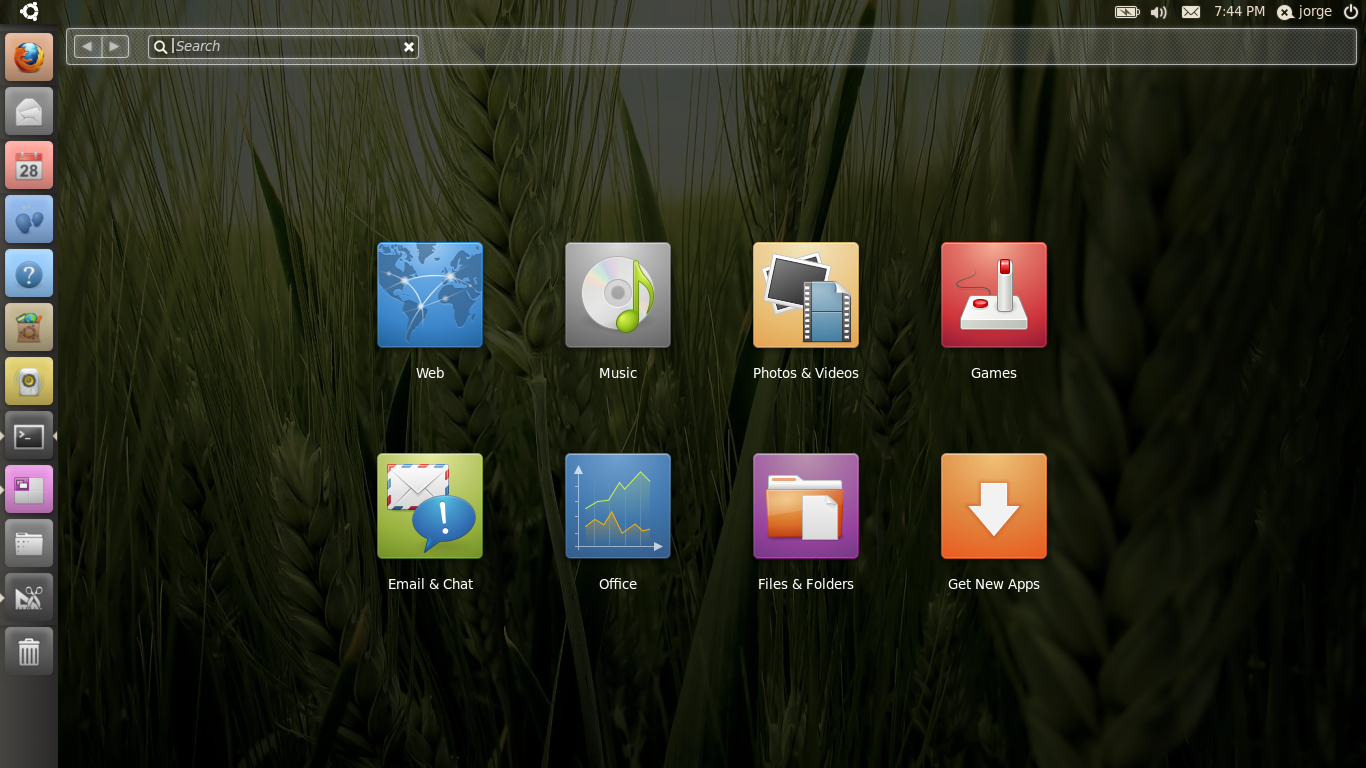 7:44 PM jorge
Search
28
?
>_
Web Music Photos & Videos Games
!
Email & Chat Office Files & Folders Get New Apps